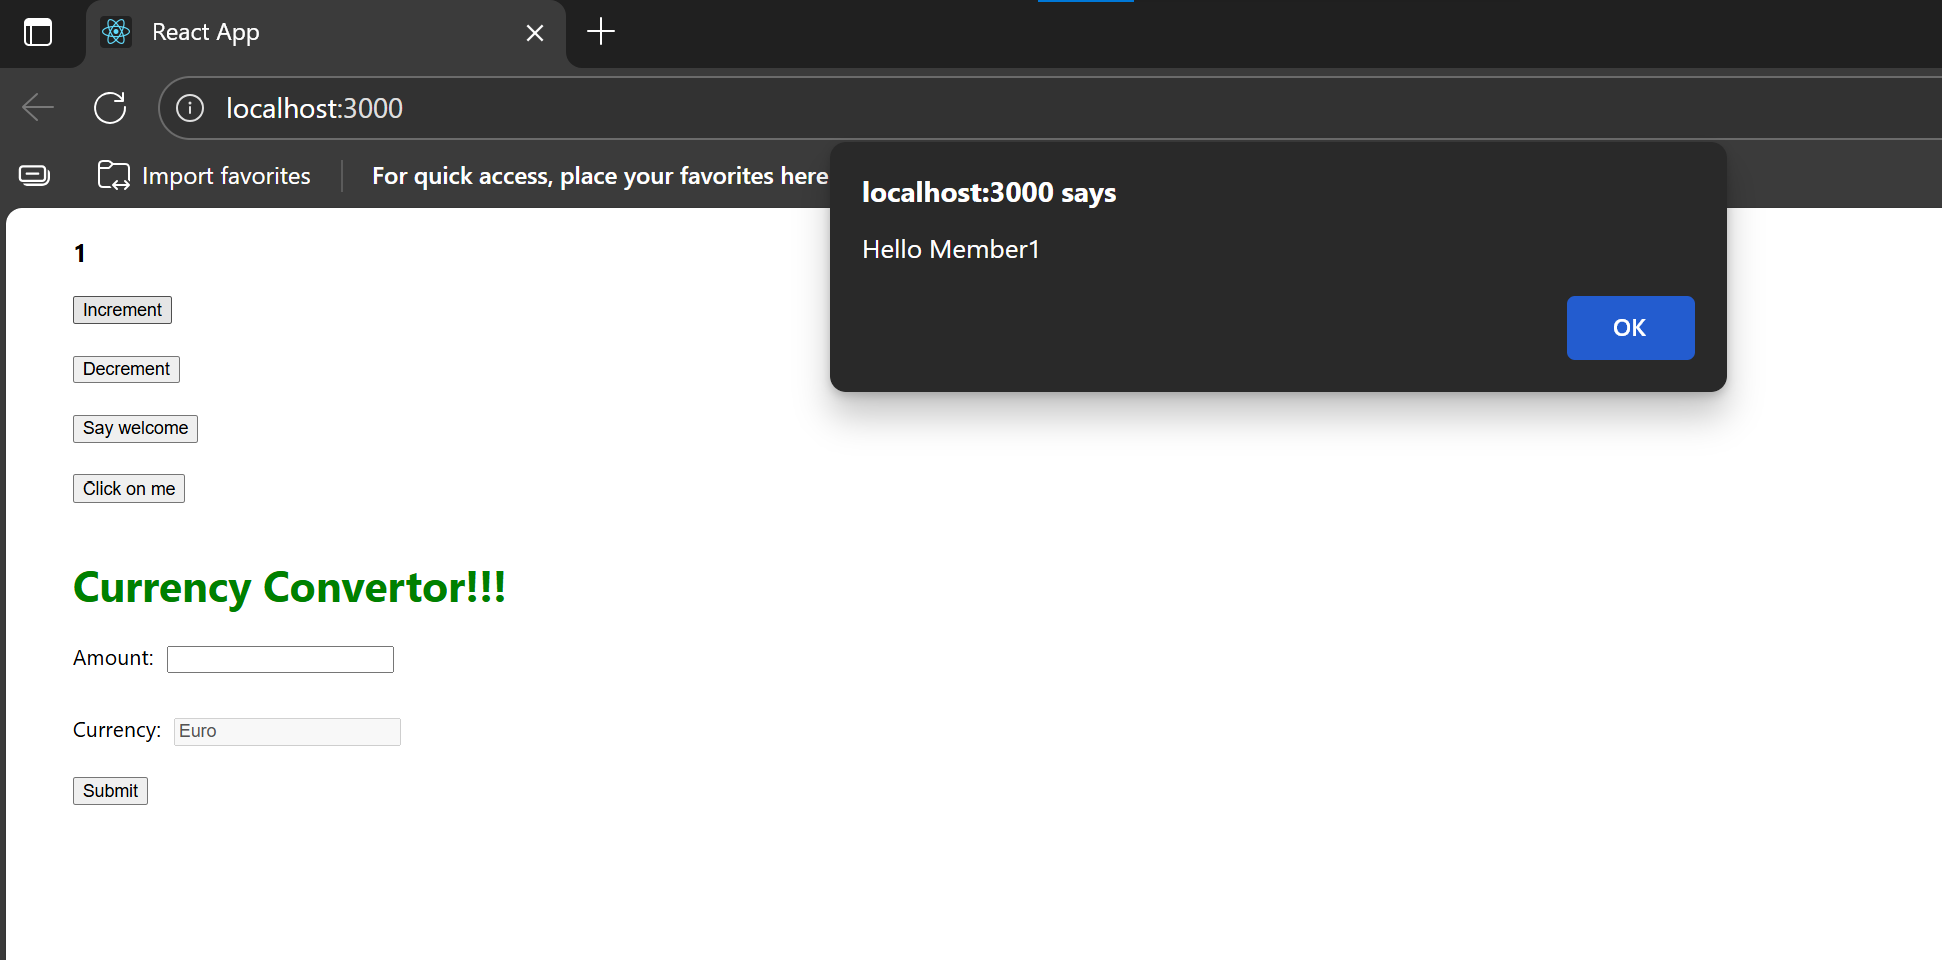 React App
localhost:3000
Import favorites
For quick access, place your favorites here
localhost:3000 says
Hello Member1
OK
1
Increment
Decrement
Say welcome
Click on me
Currency Convertor!!!
Amount:
Currency: Euro
Submit